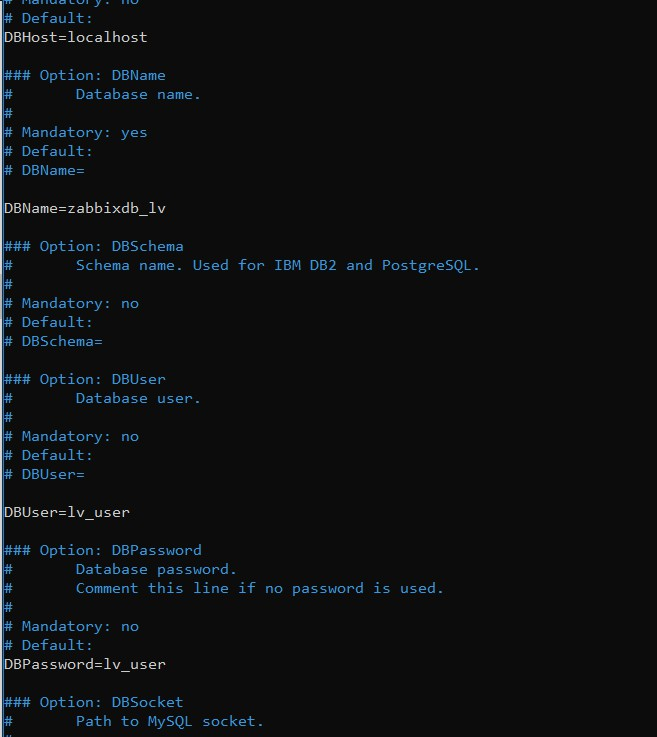 # Mandatory: no
# Default:
DBHost=localhost
### Option: DBName
#       Database name.
#
# Mandatory: yes
# Default:
# DBName=
DBName=zabbixdb_lv
### Option: DBSchema
#       Schema name. Used for IBM DB2 and PostgreSQL.
#
# Mandatory: no
# Default:
# DBSchema=
### Option: DBUser
#       Database user.
#
# Mandatory: no
# Default:
# DBUser=
DBUser=lv_user
### Option: DBPassword
#       Database password.
#       Comment this line if no password is used.
#
# Mandatory: no
# Default:
DBPassword=lv_user
### Option: DBSocket
#       Path to MySQL socket.
#